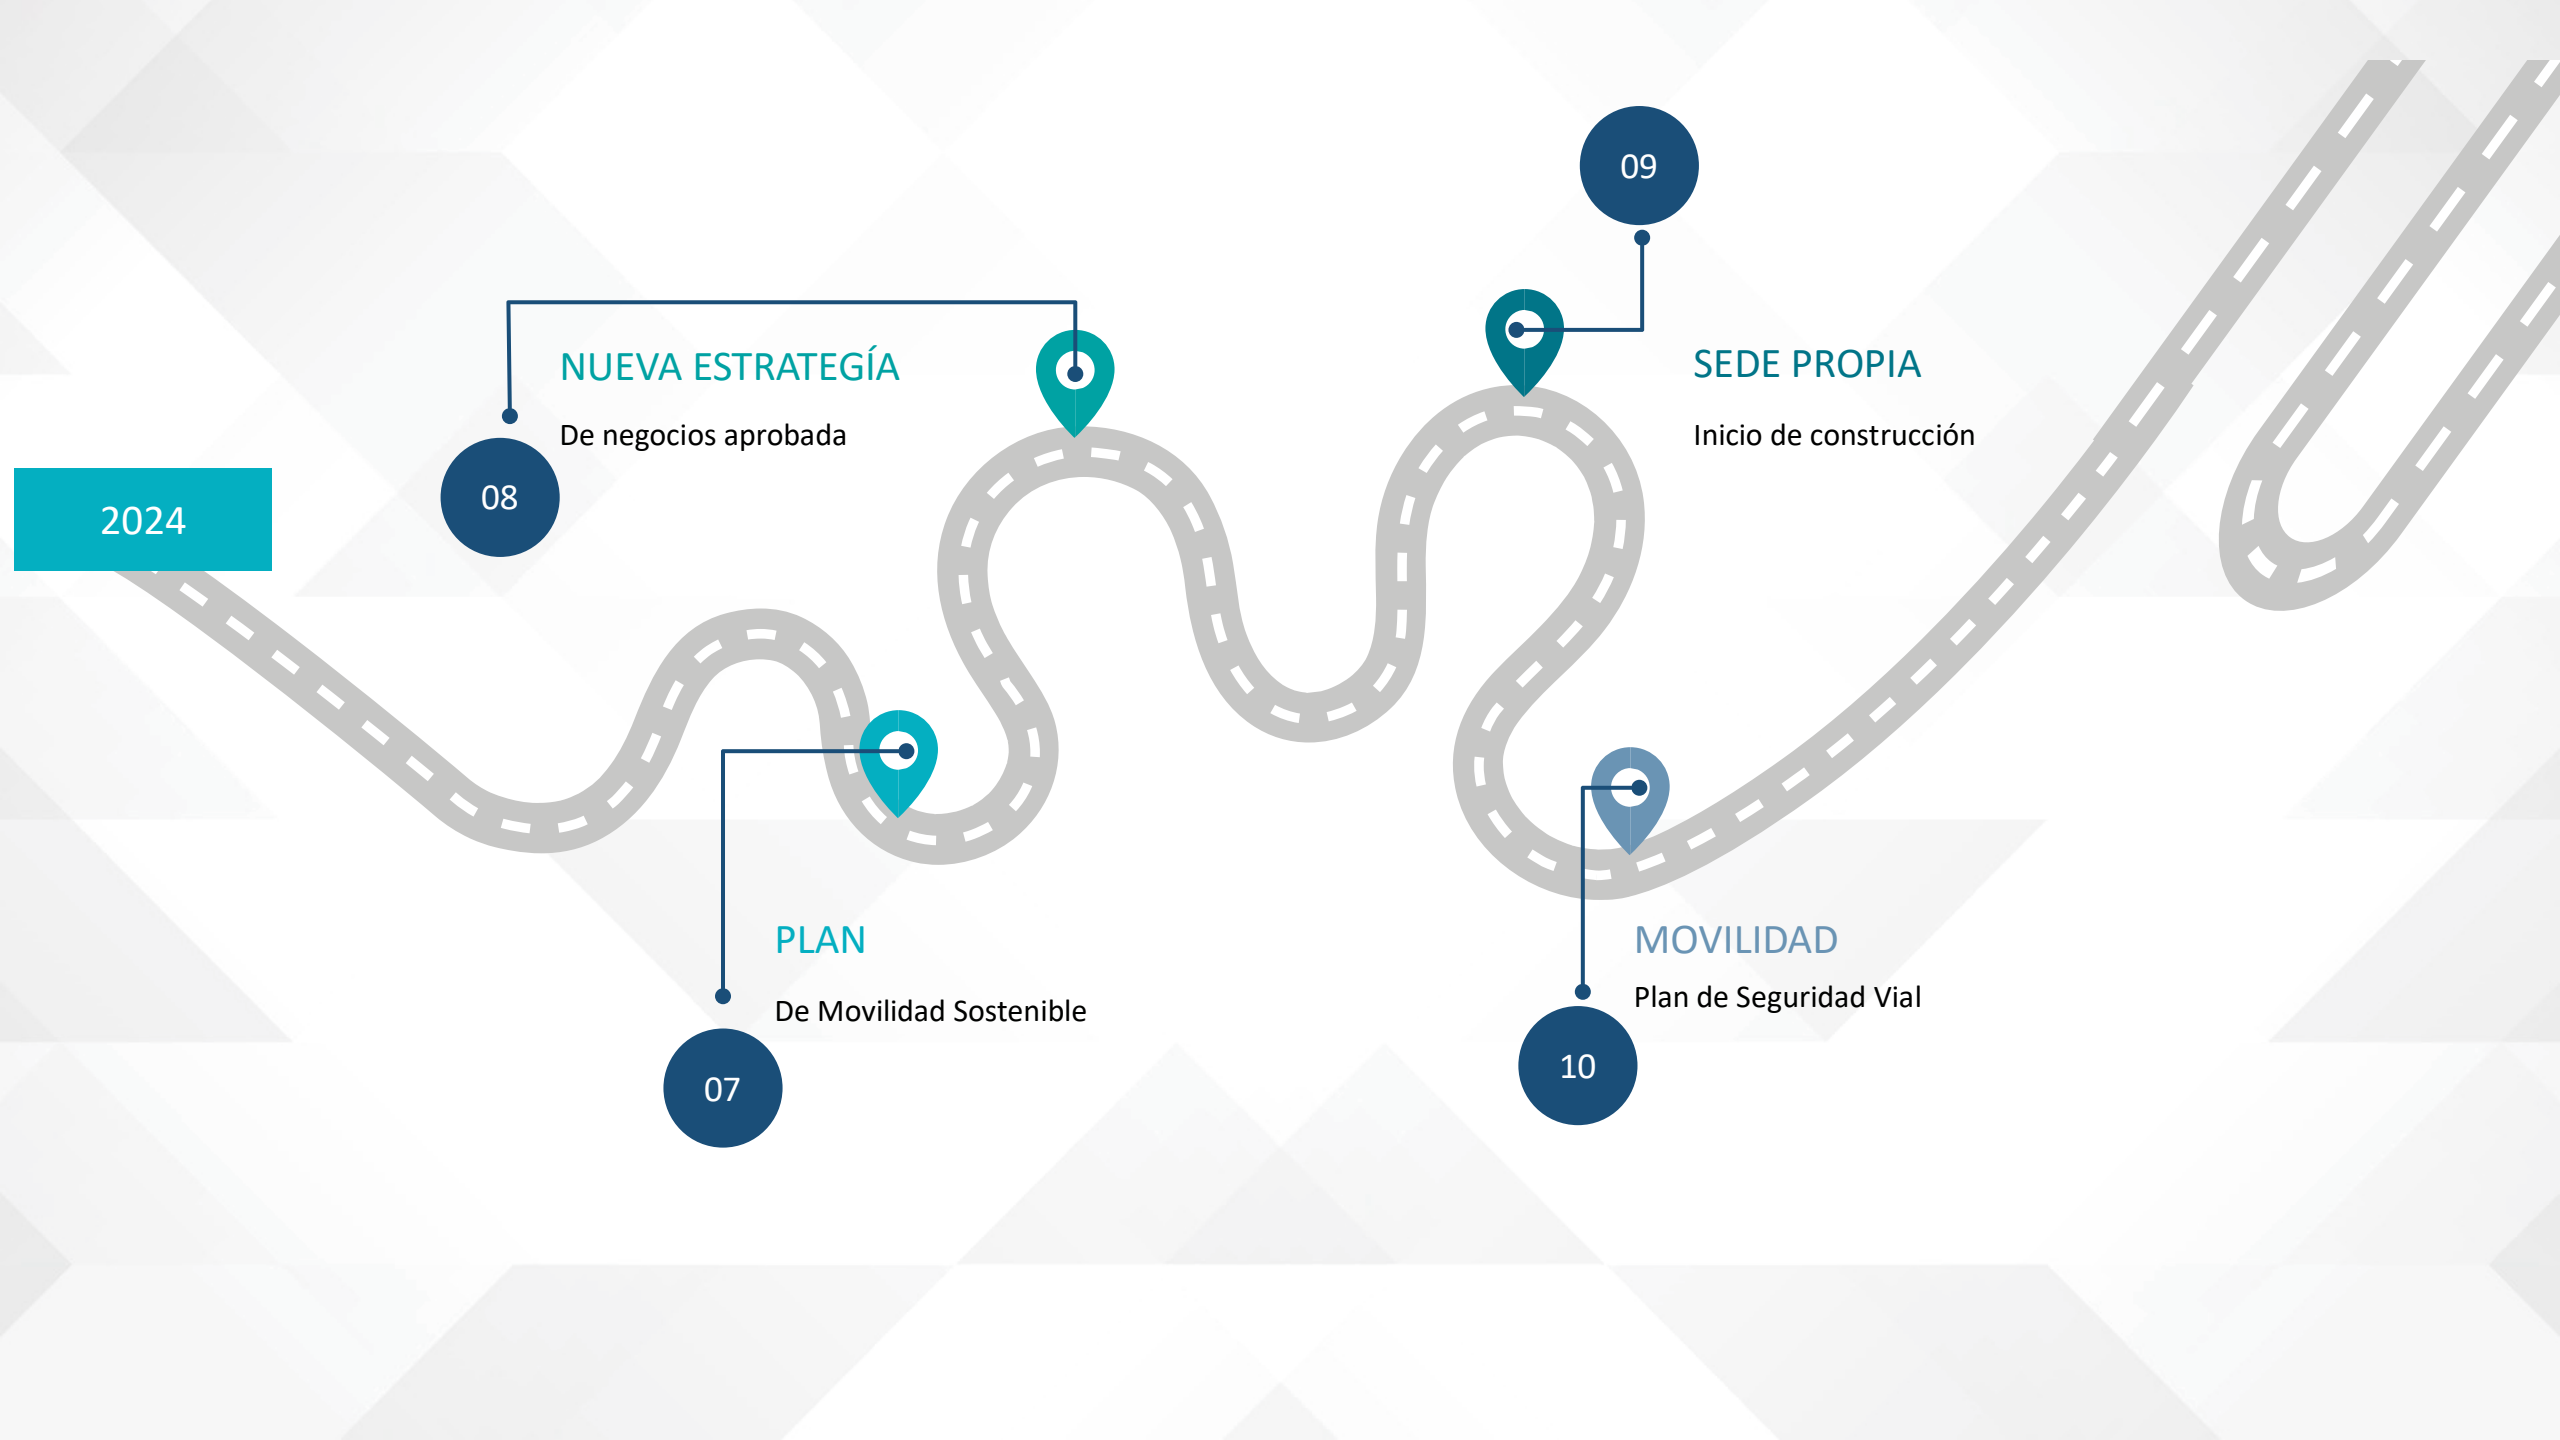 2024
09
NUEVA ESTRATEGÍA
De negocios aprobada
08
SEDE PROPIA
Inicio de construcción
PLAN
De Movilidad Sostenible
07
MOVILIDAD
Plan de Seguridad Vial
10